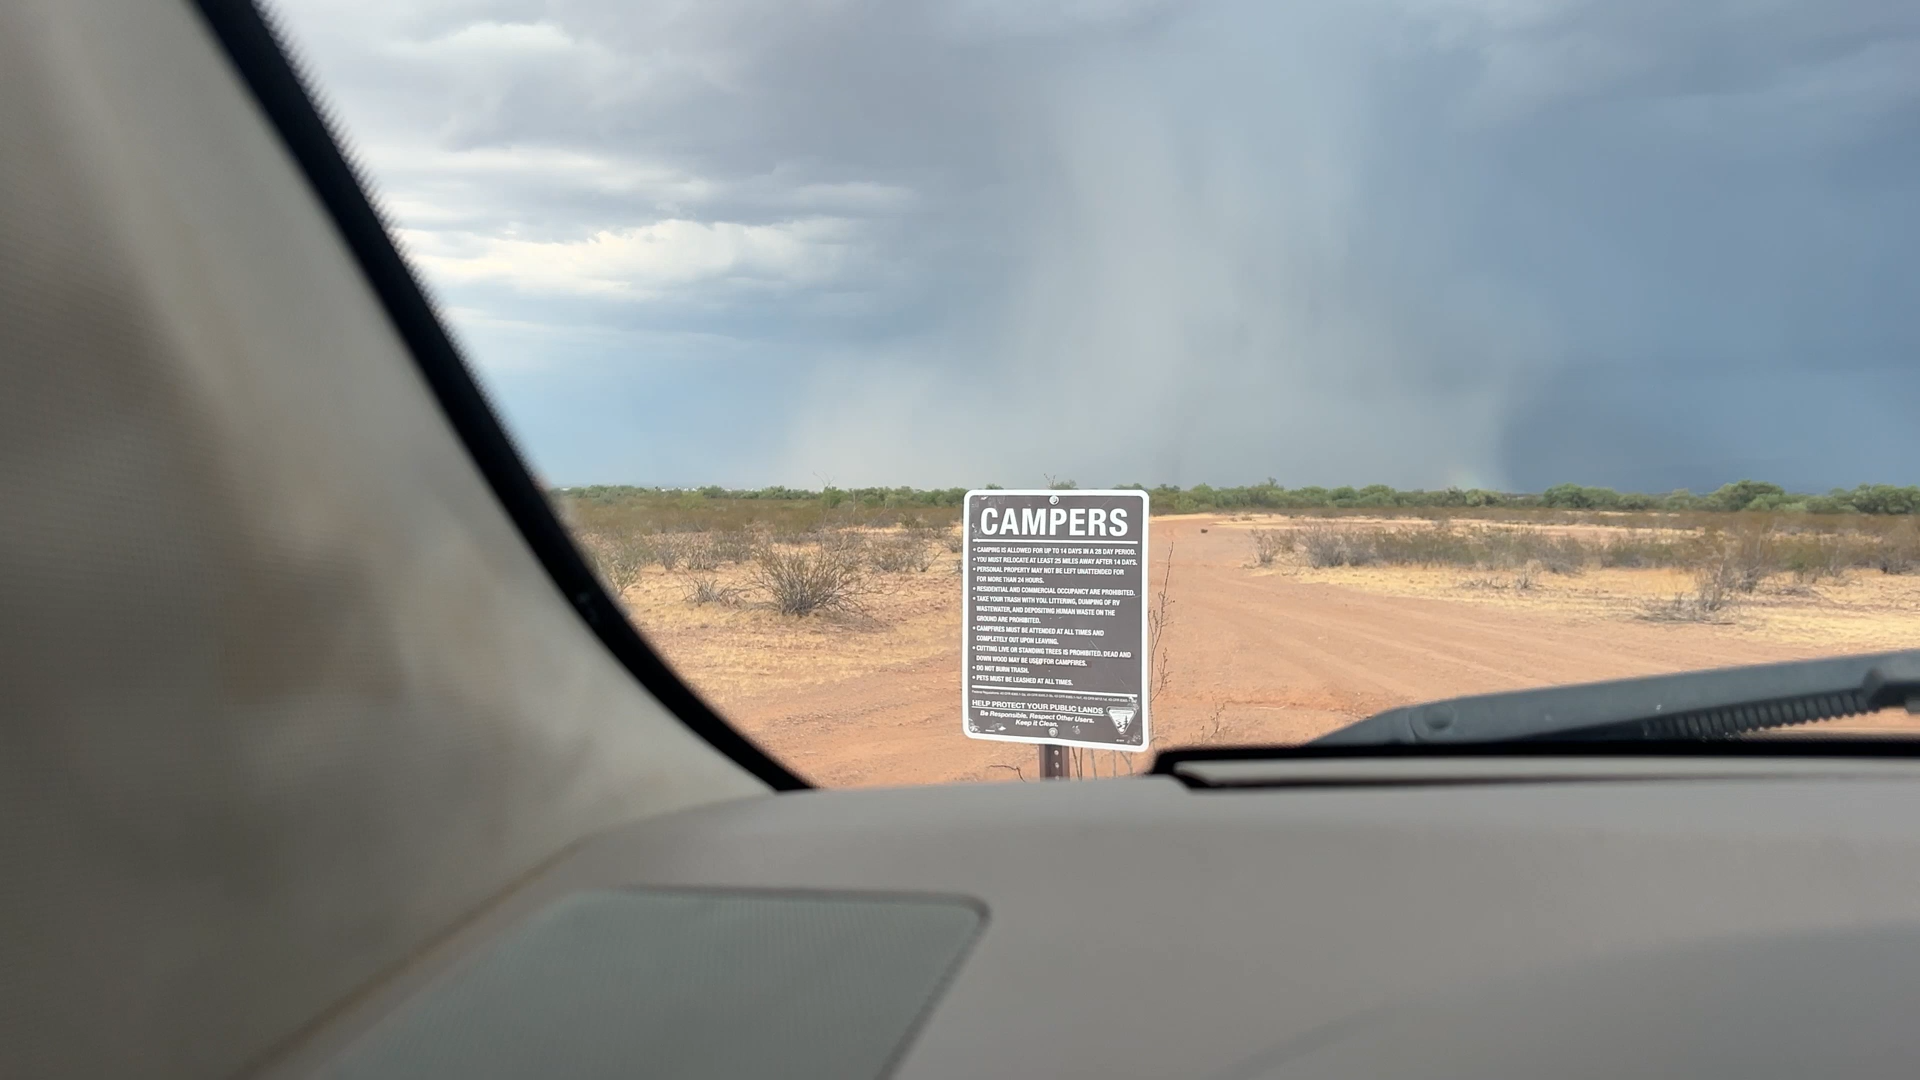 CAMPERS
• CAMPING IS ALLOWED FOR UP TO 14 DAYS IN A 28 DAY PERIOD.
• YOU MUST RELOCATE AT LEAST 25 MILES AWAY AFTER 14 DAYS.
• PERSONAL PROPERTY MAY NOT BE LEFT UNATTENDED FOR
FOR MORE THAN 24 HOURS.
• RESIDENTIAL AND COMMERCIAL OCCUPANCY ARE PROHIBITED.
• TAKE YOUR TRASH WITH YOU. LITTERING, DUMPING OF RV
WASTEWATER, AND DEPOSITING HUMAN WASTE ON THE
GROUND ARE PROHIBITED.
• CAMPFIRES MUST BE ATTENDED AT ALL TIMES AND
COMPLETELY OUT UPON LEAVING.
• CUTTING LIVE OR STANDING TREES IS PROHIBITED. DEAD AND
DOWN WOOD MAY BE USED FOR CAMPFIRES.
• DO NOT BURN TRASH.
• PETS MUST BE LEASHED AT ALL TIMES.
HELP PROTECT YOUR PUBLIC LANDS
Be Responsible. Respect Other Users.
Keep it Clean.